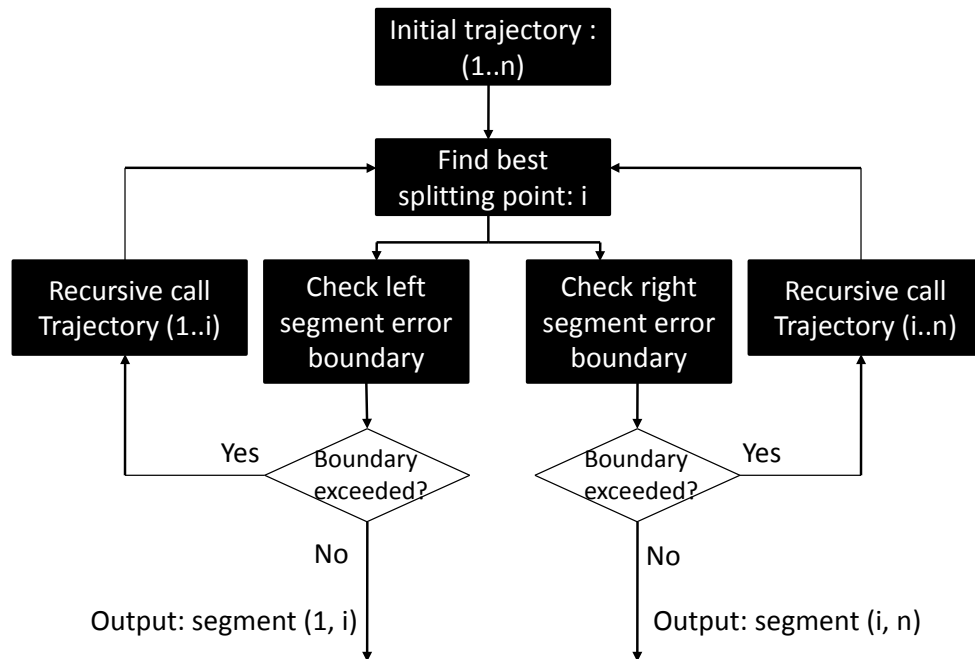 Initial trajectory :
(1..n)
Find best
splitting point: i
Recursive call
Trajectory (1..i)
Check left
segment error
boundary
Check right
segment error
boundary
Recursive call
Trajectory (i..n)
Yes
Boundary
exceeded?
Boundary
exceeded?
Yes
No
No
Output: segment (1, i)
Output: segment (i, n)